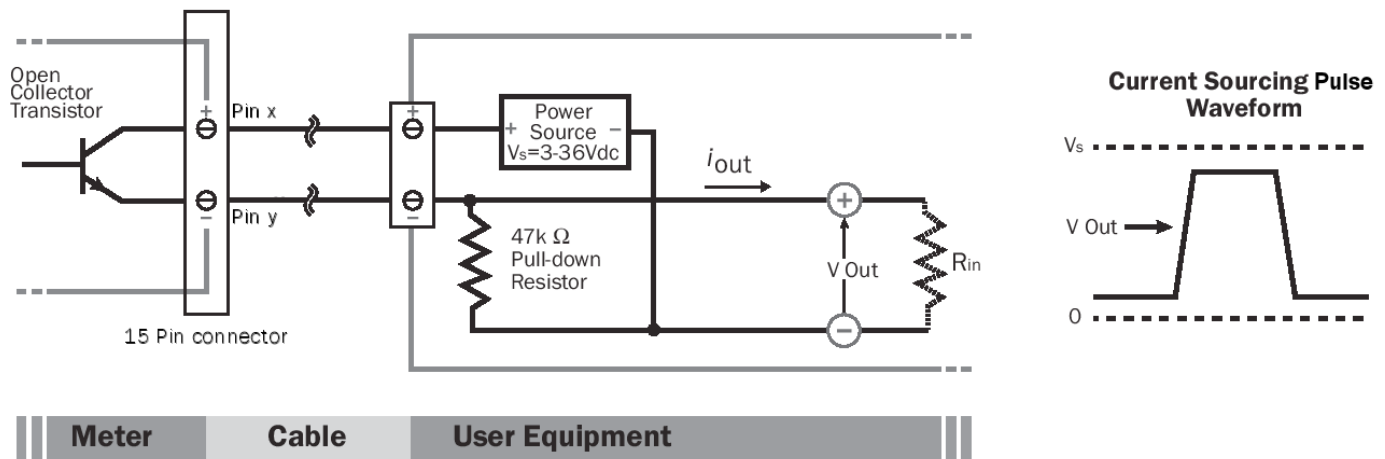 Open
Collector
Transistor
+
Pin x
−
Pin y
15 Pin connector
+
−
Power
+ Source −
Vs=3-36Vdc
47k Ω
Pull-down
Resistor
iout
+
V Out
−
Rin
Meter
Cable
User Equipment
Current Sourcing Pulse
Waveform
Vs
V Out
0